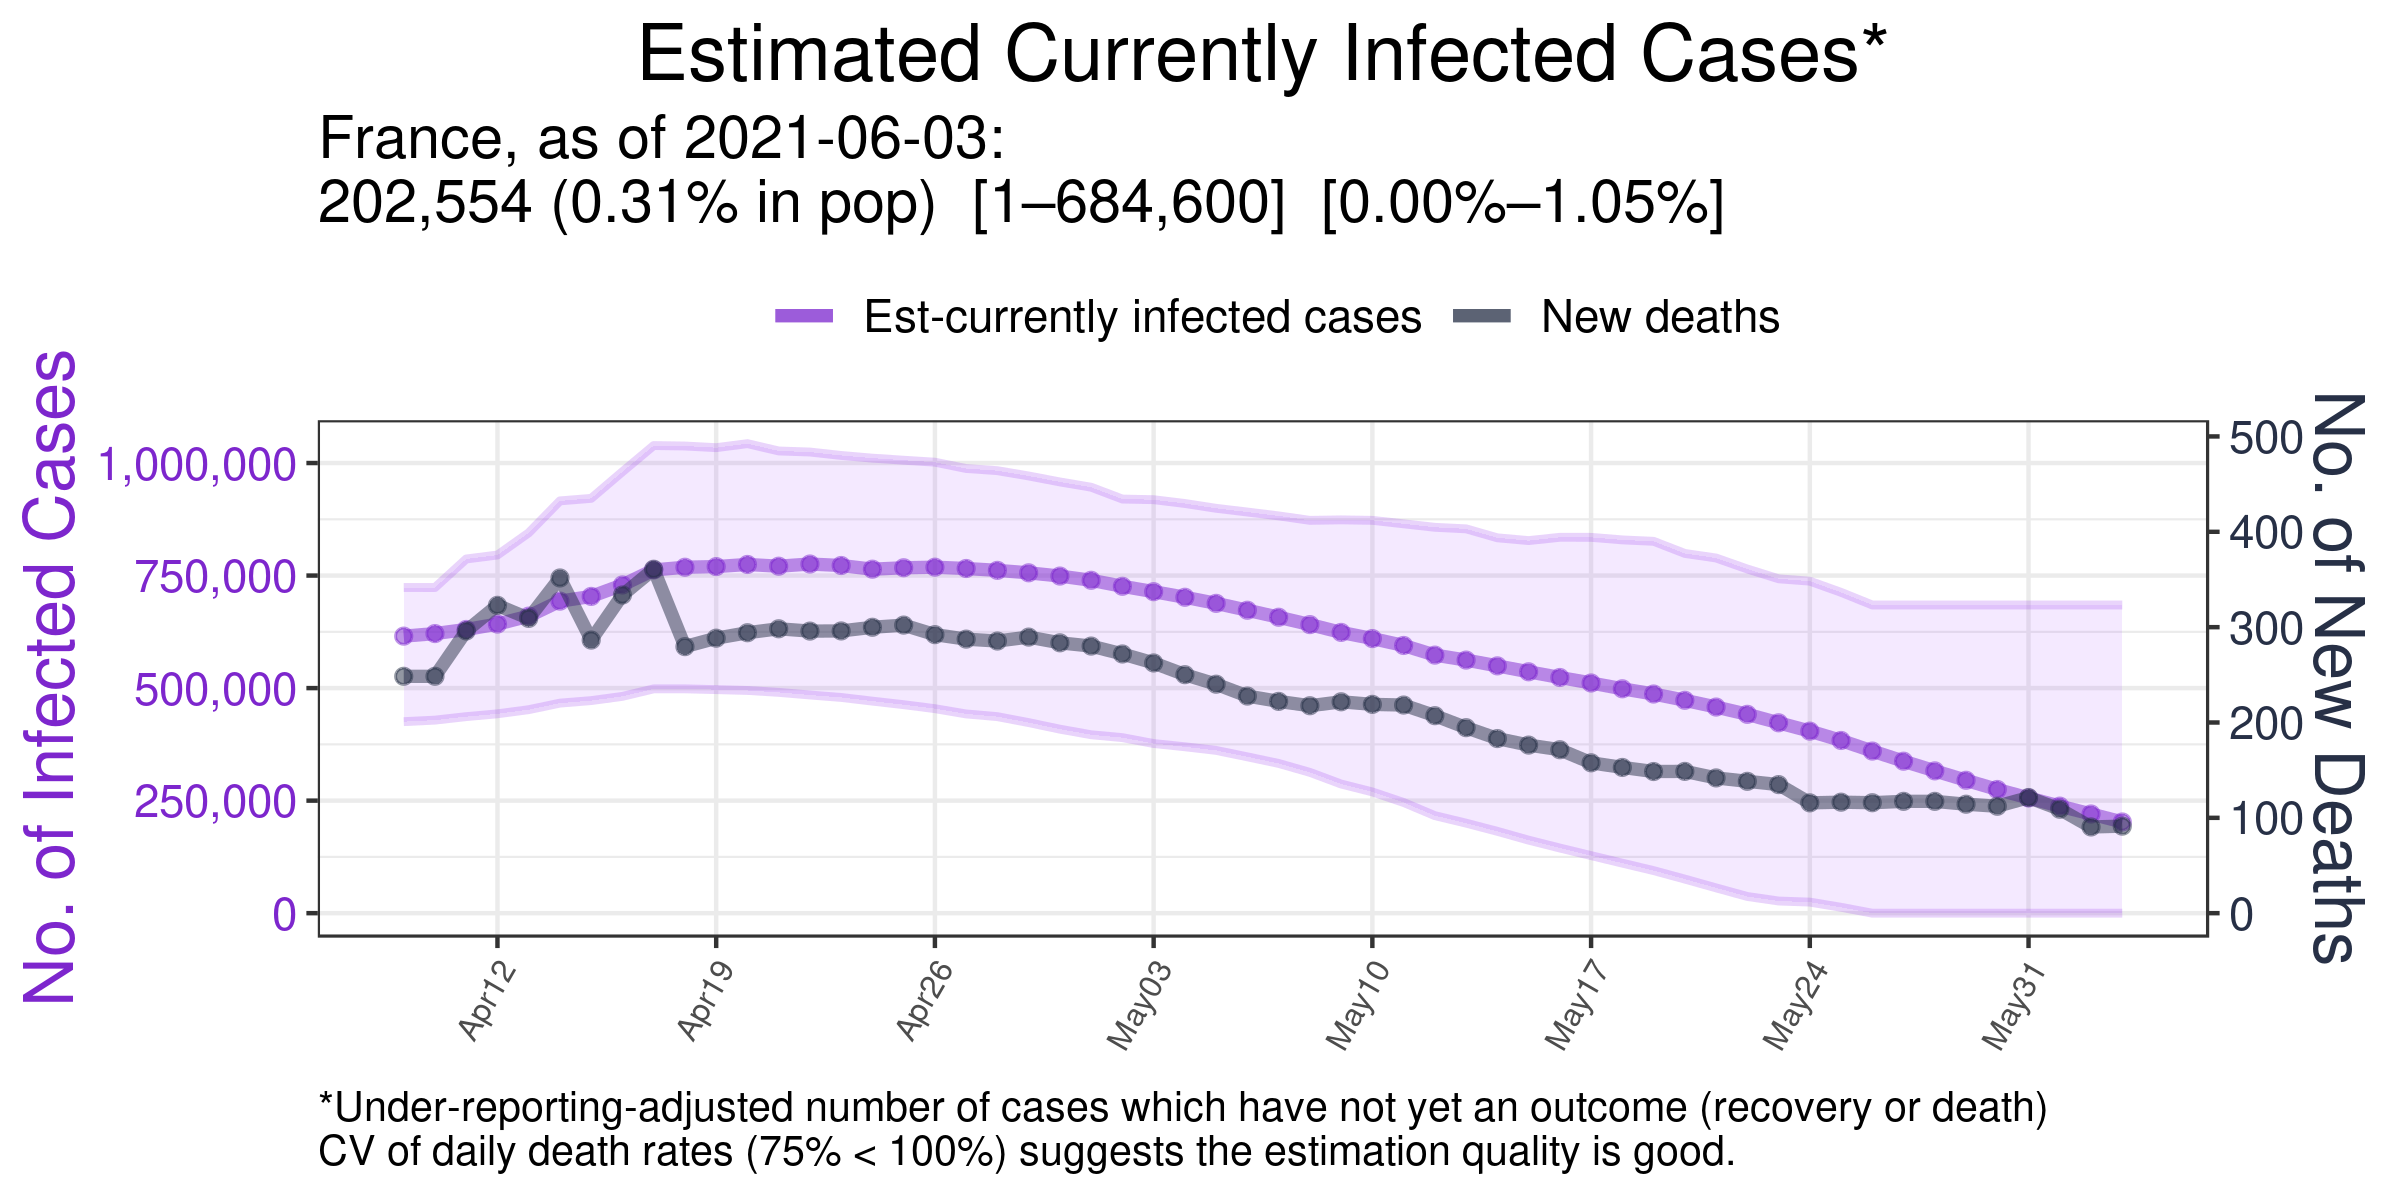 Estimated Currently Infected Cases*
France, as of 2021-06-03:
202,554 (0.31% in pop) [1–684,600] [0.00%–1.05%]
Est-currently infected cases
New deaths
No. of Infected Cases
1,000,000
750,000
500,000
250,000
0
500
400
300
200
100
0
No. of New Deaths
Apr12
Apr19
Apr26
May03
May10
May17
May24
May31
*Under-reporting-adjusted number of cases which have not yet an outcome (recovery or death)
CV of daily death rates (75% < 100%) suggests the estimation quality is good.